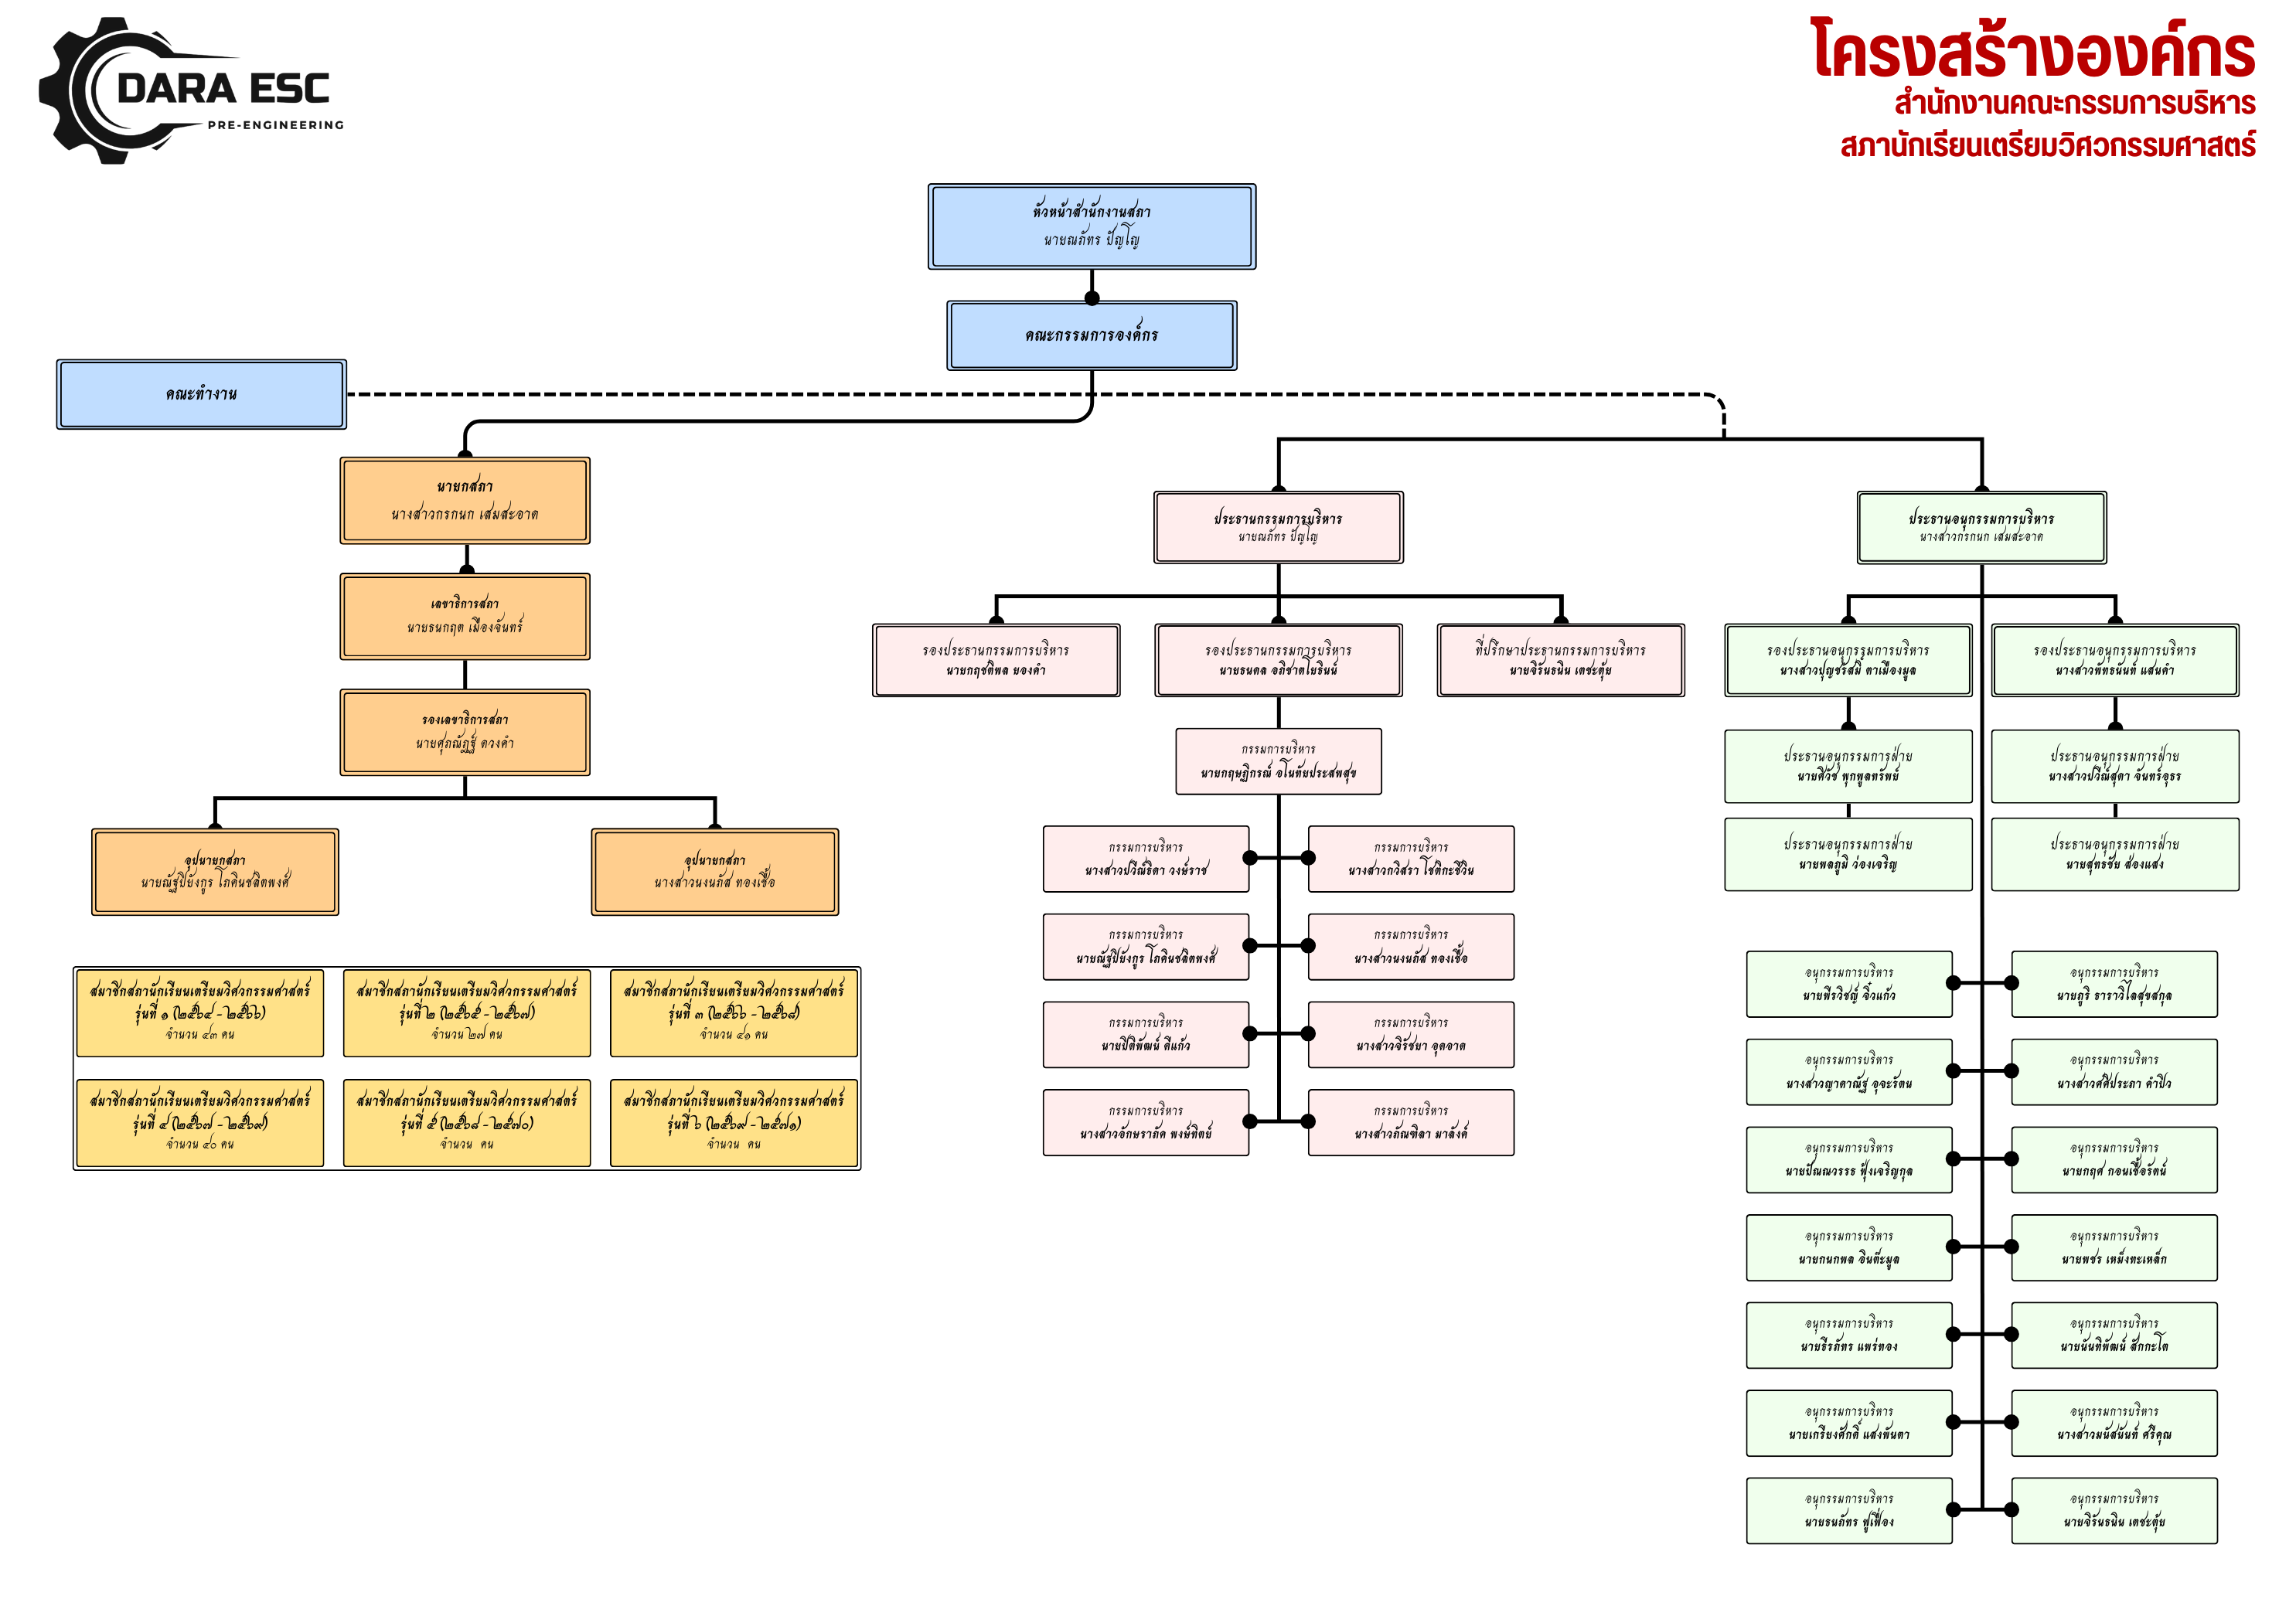 DARA ESC
PRE-ENGINEERING
โครงสร้างองค์กร
สำนักงานคณะกรรมการบริหาร
สภานักเรียนเตรียมวิศวกรรมศาสตร์
หัวหน้าสำนักงานสภา
นายณภัทร ปัญโญ
คณะกรรมการองค์กร
คณะทำงาน
นายกสภา
นางสาวกรกนก เสมสะอาด
เลขาธิการสภา
นายธนกฤต เมืองจันทร์
รองเลขาธิการสภา
นายศุภณัฏฐ์ ดวงคำ
อุปนายกสภา
นายณัฐปิยังกูร โภคินชลิตพงศ์
อุปนายกสภา
นางสาวนงนภัส ทองเชื้อ
สมาชิกสภานักเรียนเตรียมวิศวกรรมศาสตร์
รุ่นที่ ๑ (๒๕๖๔ - ๒๕๖๖)
จำนวน ๔๓ คน
สมาชิกสภานักเรียนเตรียมวิศวกรรมศาสตร์
รุ่นที่ ๒ (๒๕๖๕ - ๒๕๖๗)
จำนวน ๒๗ คน
สมาชิกสภานักเรียนเตรียมวิศวกรรมศาสตร์
รุ่นที่ ๓ (๒๕๖๖ - ๒๕๖๘)
จำนวน ๔๑ คน
สมาชิกสภานักเรียนเตรียมวิศวกรรมศาสตร์
รุ่นที่ ๔ (๒๕๖๗ - ๒๕๖๙)
จำนวน ๔๐ คน
สมาชิกสภานักเรียนเตรียมวิศวกรรมศาสตร์
รุ่นที่ ๕ (๒๕๖๘ - ๒๕๗๐)
จำนวน คน
สมาชิกสภานักเรียนเตรียมวิศวกรรมศาสตร์
รุ่นที่ ๖ (๒๕๖๙ - ๒๕๗๑)
จำนวน คน
ประธานกรรมการบริหาร
นายณภัทร ปัญโญ
รองประธานกรรมการบริหาร
นายกฤชติพล ยองคำ
รองประธานกรรมการบริหาร
นายธนดล อภิชาตโยธินน์
ที่ปรึกษาประธานกรรมการบริหาร
นายจิรันธนิน เตชะตุ้ย
กรรมการบริหาร
นายกฤษฏิกรณ์ อโนทัยประสพสุข
กรรมการบริหาร
นางสาวปวีณ์ธิดา วงษ์ราช
กรรมการบริหาร
นางสาวกวิสรา โชติกะชีวิน
กรรมการบริหาร
นายณัฐปิยังกูร โภคินชลิตพงศ์
กรรมการบริหาร
นางสาวนงนภัส ทองเชื้อ
กรรมการบริหาร
นายปิติพัฒน์ ดีแก้ว
กรรมการบริหาร
นางสาวจิรัชยา อุดอาด
กรรมการบริหาร
นางสาวอักษราภัค พงษ์ทิตย์
กรรมการบริหาร
นางสาวภัณฑิลา มาลังค์
ประธานอนุกรรมการบริหาร
นางสาวกรกนก เสมสะอาด
รองประธานอนุกรรมการบริหาร
นางสาวปุญชรัสมิ์ ตาเมืองมูล
รองประธานอนุกรรมการบริหาร
นางสาวพัทธนันท์ แสนคำ
ประธานอนุกรรมการฝ่าย
นายศิวัช พุกพูลทรัพย์
ประธานอนุกรรมการฝ่าย
นางสาวปวีณ์สุดา จันทร์อุธร
ประธานอนุกรรมการฝ่าย
นายพลภูมิ ว่องเจริญ
ประธานอนุกรรมการฝ่าย
นายสุทธชัย ส้องแสง
อนุกรรมการบริหาร
นายพีรวิชญ์ จิ๋วแก้ว
อนุกรรมการบริหาร
นายภูริ ธาราวิไลสุขสกุล
อนุกรรมการบริหาร
นางสาวญาดาณัฐ อุจะรัตน
อนุกรรมการบริหาร
นางสาวศศิประภา คำปิว
อนุกรรมการบริหาร
นายปัณณวรรธ ฟุ้งเจริญกุล
อนุกรรมการบริหาร
นายกฤศ กอนเชื้อรัตน์
อนุกรรมการบริหาร
นายกนกพล อินต๊ะมูล
อนุกรรมการบริหาร
นายพชร เหมี่งทะเหล็ก
อนุกรรมการบริหาร
นายธีรภัทร แพร่ทอง
อนุกรรมการบริหาร
นายนันทิพัฒน์ สักกะโต
อนุกรรมการบริหาร
นายเกรียงศักดิ์ แสงพันตา
อนุกรรมการบริหาร
นางสาวมนัสนันท์ ศรีคุณ
อนุกรรมการบริหาร
นายธนภัทร ฟูเฟื่อง
อนุกรรมการบริหาร
นายจิรันธนิน เตชะตุ้ย